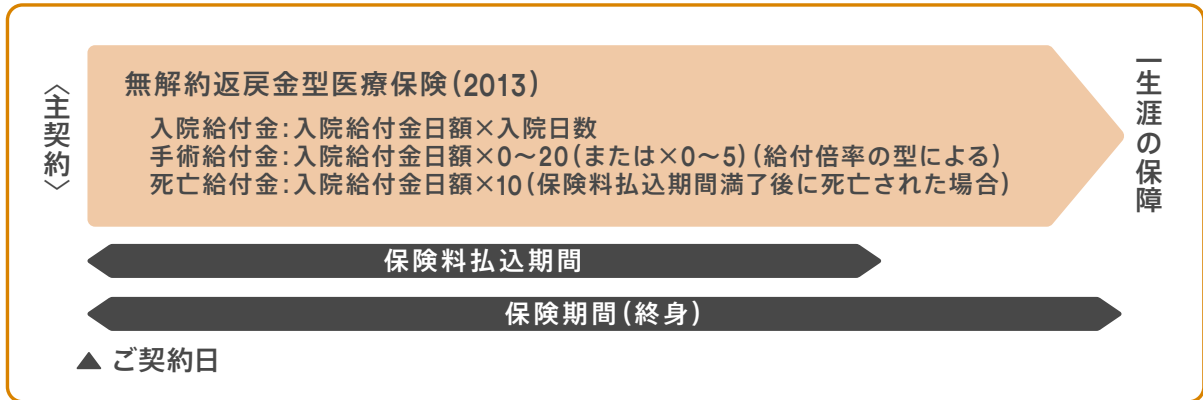 〈主契約〉
無解約返戻金型医療保険(2013)
入院給付金:入院給付金日額×入院日数
手術給付金:入院給付金日額×0〜20(または×0〜5)(給付倍率の型による)
死亡給付金:入院給付金日額×10(保険料払込期間満了後に死亡された場合)
一生涯の保障
保険料払込期間
保険期間(終身)
▲ ご契約日